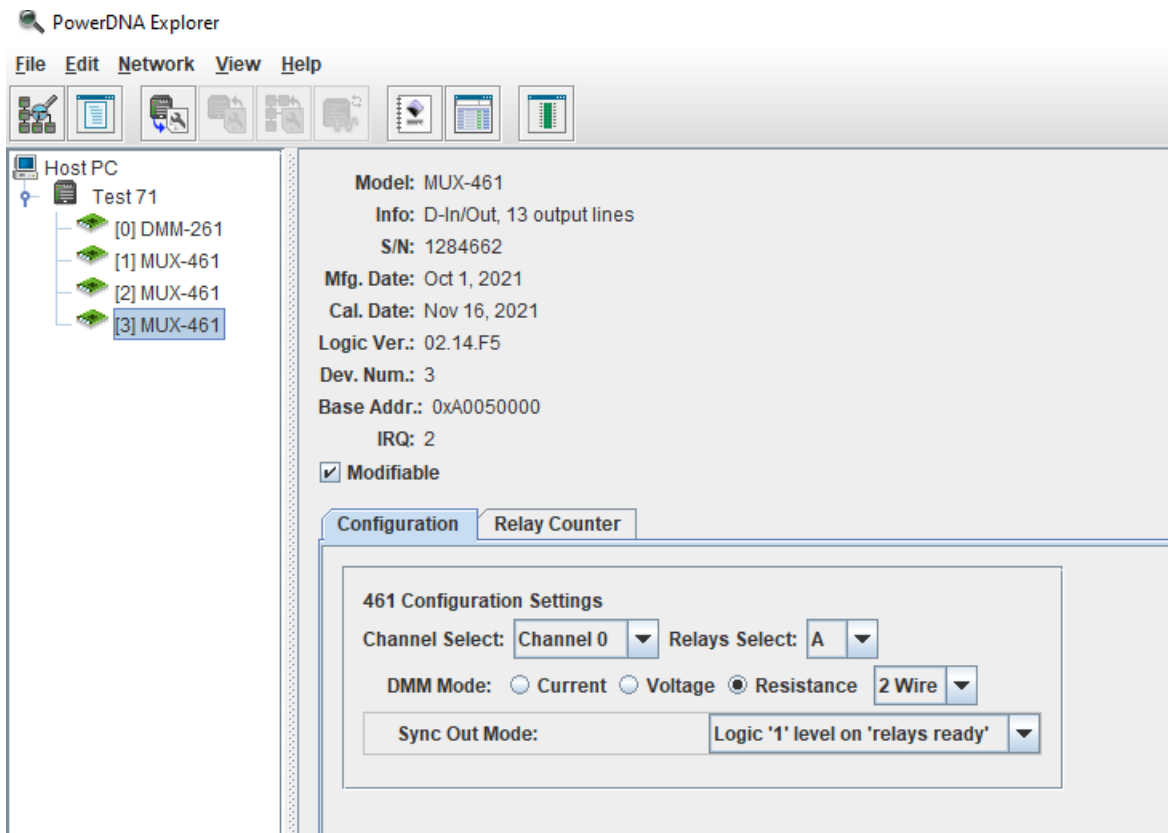 PowerDNA Explorer
File Edit Network View Help
Host PC
Test 71
[0] DMM-261
[1] MUX-461
[2] MUX-461
[3] MUX-461
Model: MUX-461
Info: D-In/Out, 13 output lines
S/N: 1284662
Mfg. Date: Oct 1, 2021
Cal. Date: Nov 16, 2021
Logic Ver.: 02.14.F5
Dev. Num.: 3
Base Addr.: 0xA0050000
IRQ: 2
Modifiable
Configuration Relay Counter
461 Configuration Settings
Channel Select: Channel 0 Relays Select: A
DMM Mode: Current Voltage Resistance 2 Wire
Sync Out Mode: Logic '1' level on 'relays ready'